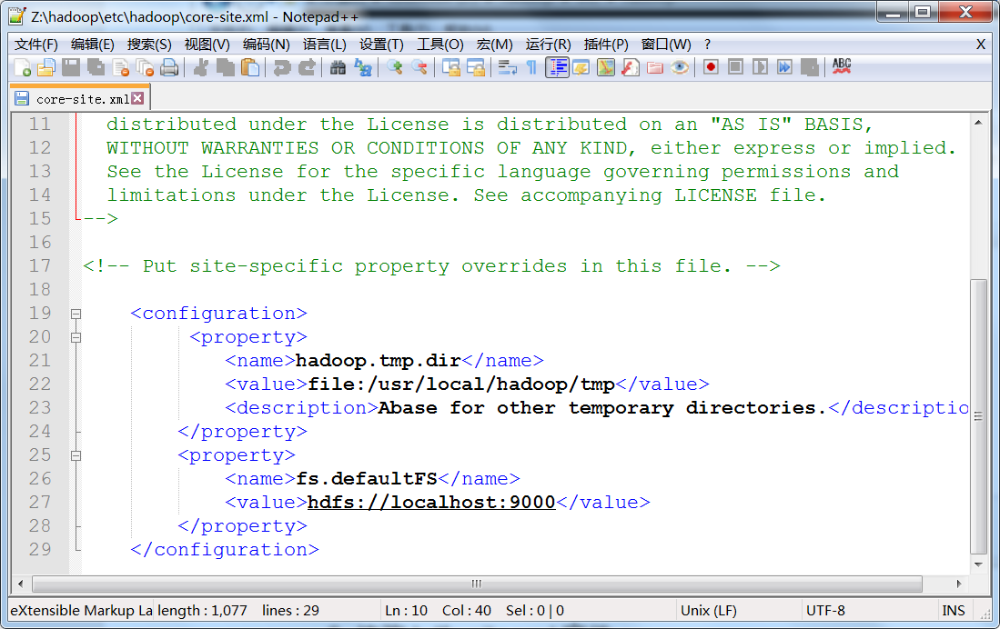 Z:\hadoop\etc\hadoop\core-site.xml - Notepad++
文件(F) 编辑(E) 搜索(S) 视图(V) 编码(N) 语言(L) 设置(T) 工具(O) 宏(M) 运行(R) 插件(P) 窗口(W) ? X
ABC
core-site.xml
11 distributed under the License is distributed on an "AS IS" BASIS,
12 WITHOUT WARRANTIES OR CONDITIONS OF ANY KIND, either express or implied.
13 See the License for the specific language governing permissions and
14 limitations under the License. See accompanying LICENSE file.
15 -->
16
17 <!-- Put site-specific property overrides in this file. -->
18
19 <configuration>
20 <property>
21 <name>hadoop.tmp.dir</name>
22 <value>file:/usr/local/hadoop/tmp</value>
23 <description>Abase for other temporary directories.</descriptio
24 </property>
25 <property>
26 <name>fs.defaultFS</name>
27 <value>hdfs://localhost:9000</value>
28 </property>
29 </configuration>
eXtensible Markup La length : 1,077 lines : 29 Ln : 10 Col : 40 Sel : 0 | 0 Unix (LF) UTF-8 INS